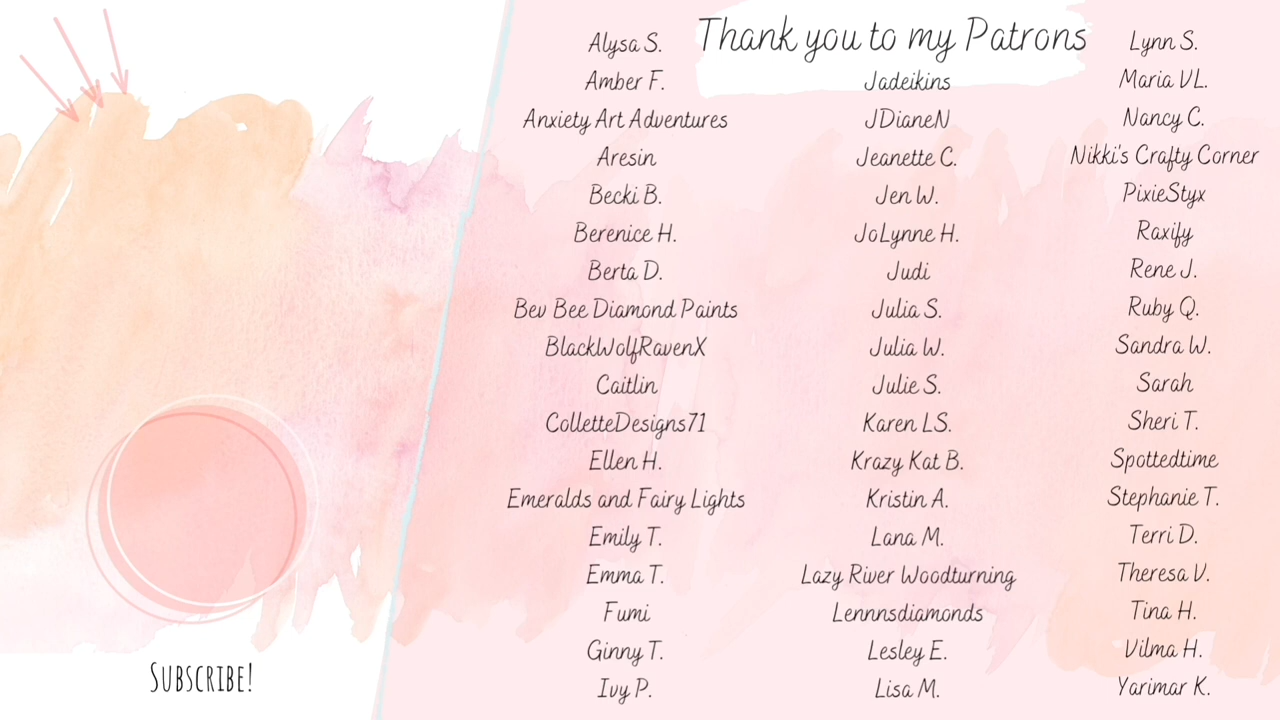 Thank you to my Patrons
Alysa S.
Amber F.
Anxiety Art Adventures
Aresin
Becki B.
Berenice H.
Berta D.
Bev Bee Diamond Paints
BlackWolfRavenX
Caitlin
ColletteDesigns71
Ellen H.
Emeralds and Fairy Lights
Emily T.
Emma T.
Fumi
Ginny T.
Ivy P.
Jadeikins
JDianeN
Jeanette C.
Jen W.
JoLynne H.
Judi
Julia S.
Julia W.
Julie S.
Karen LS.
Krazy Kat B.
Kristin A.
Lana M.
Lazy River Woodturning
Lennnsdiamonds
Lesley E.
Lisa M.
Lynn S.
Maria VL.
Nancy C.
Nikki's Crafty Corner
PixieStyx
Raxify
Rene J.
Ruby Q.
Sandra W.
Sarah
Sheri T.
Spottedtime
Stephanie T.
Terri D.
Theresa V.
Tina H.
Vilma H.
Yarimar K.
Subscribe!